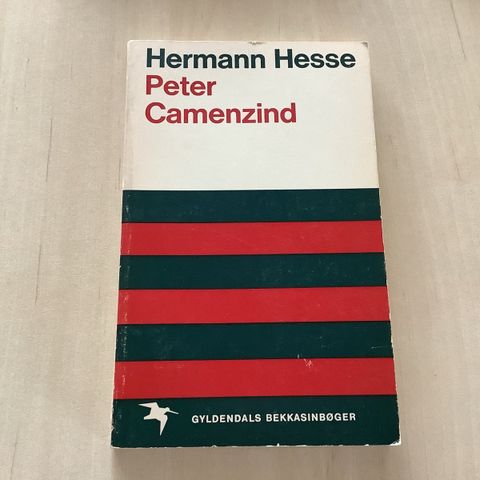 Hermann Hesse
Peter
Camenzind
GYLDENDALS BEKKASINBØGER